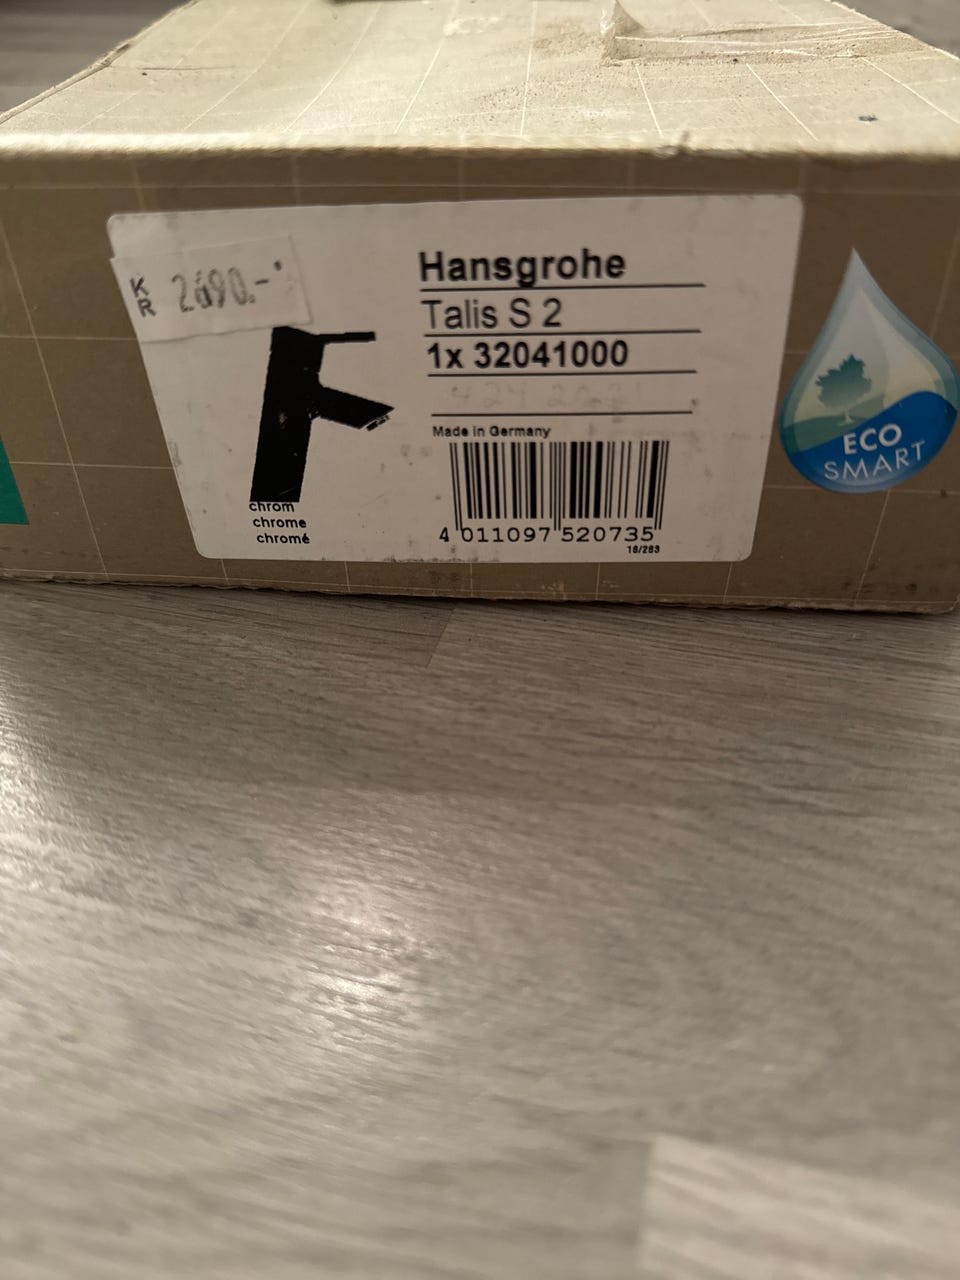 KR 2690.-
Hansgrohe
Talis S 2
1x 32041000
Made in Germany
chrom
chrome
chromé
4 011097 520735
18/283
ECO
SMART